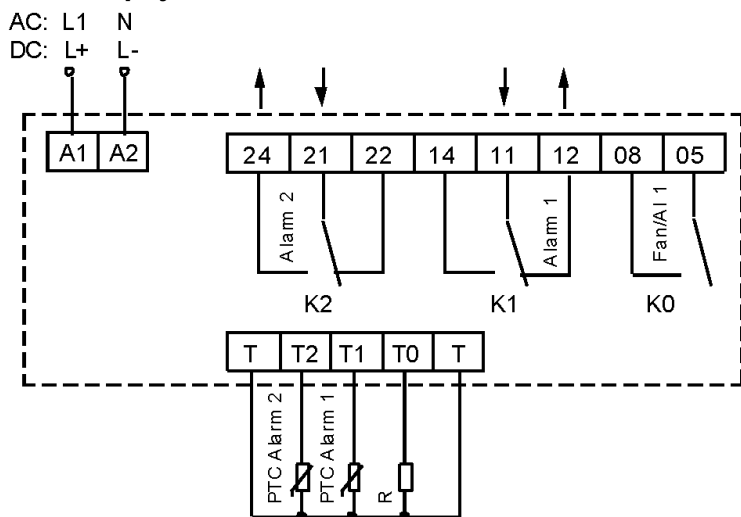 AC: L1 N
DC: L+ L-
A1 A2
24 21 22 14 11 12 08 05
Alarm 2
Alarm 1
Fan/Al 1
K2 K1 K0
T T2 T1 T0 T
PTC Alarm 2
PTC Alarm 1
R